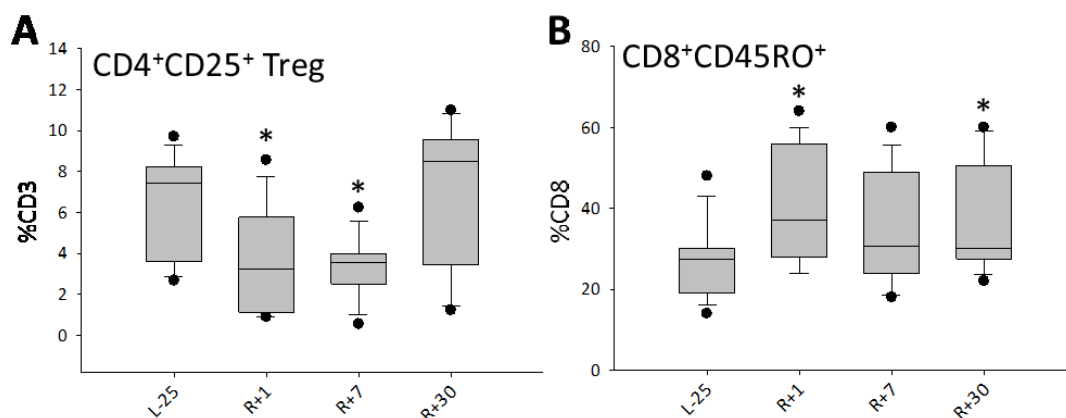 A
CD4⁺CD25⁺ Treg
%CD3
14
12
10
8
6
4
2
0
*
*
L-25
R+1
R+7
R+30
B
CD8⁺CD45RO⁺
%CD8
80
60
40
20
0
*
*
L-25
R+1
R+7
R+30